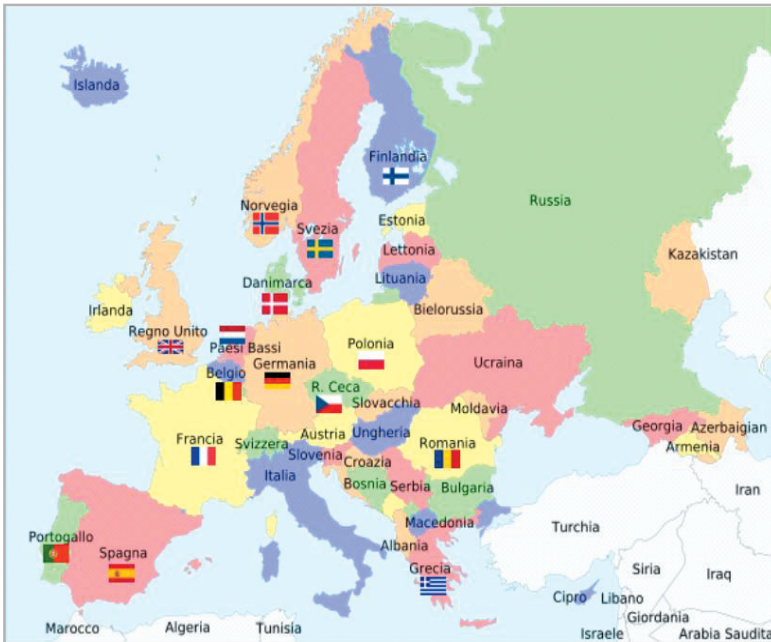 Islanda
Finlandia
Norvegia
Svezia
Russia
Estonia
Lettonia
Kazakistan
Lituania
Danimarca
Bielorussia
Irlanda
Regno Unito
Paesi Bassi
Polonia
Germania
Ucraina
Belgio
R. Ceca
Slovacchia
Moldavia
Francia
Svizzera
Austria
Ungheria
Romania
Georgia
Azerbaigian
Armenia
Slovenia
Croazia
Italia
Bosnia
Serbia
Bulgaria
Iran
Macedonia
Turchia
Portogallo
Spagna
Albania
Grecia
Siria
Iraq
Cipro
Libano
Giordania
Marocco
Algeria
Tunisia
Israele
Arabia Saudita